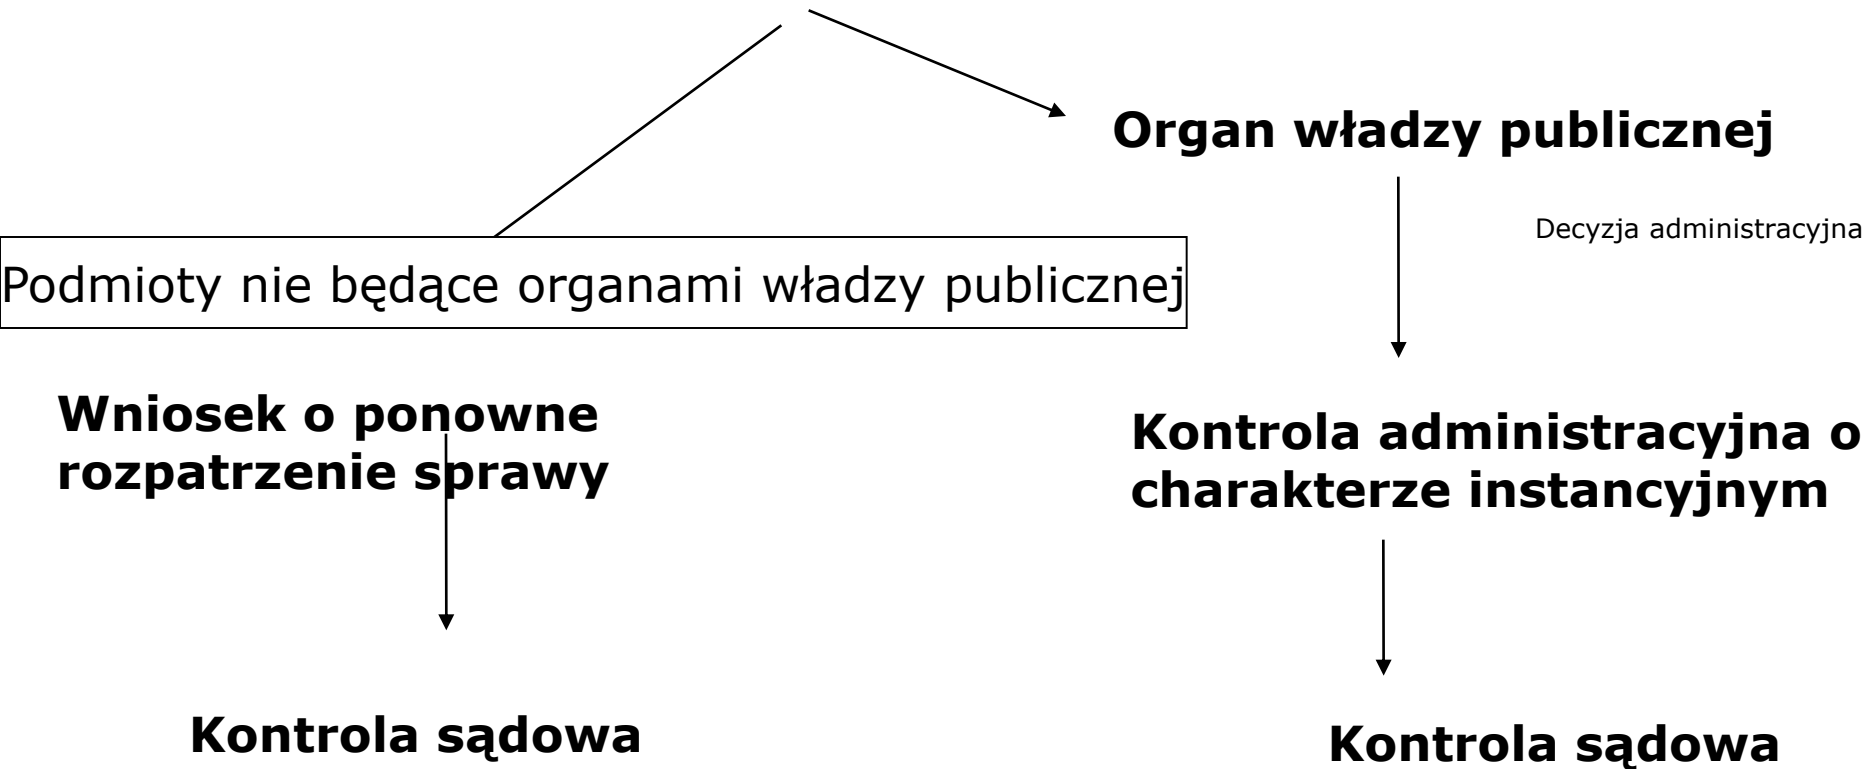 Organ władzy publicznej
Decyzja administracyjna
Podmioty nie będące organami władzy publicznej
Wniosek o ponowne
rozpatrzenie sprawy
Kontrola administracyjna o
charakterze instancyjnym
Kontrola sądowa
Kontrola sądowa